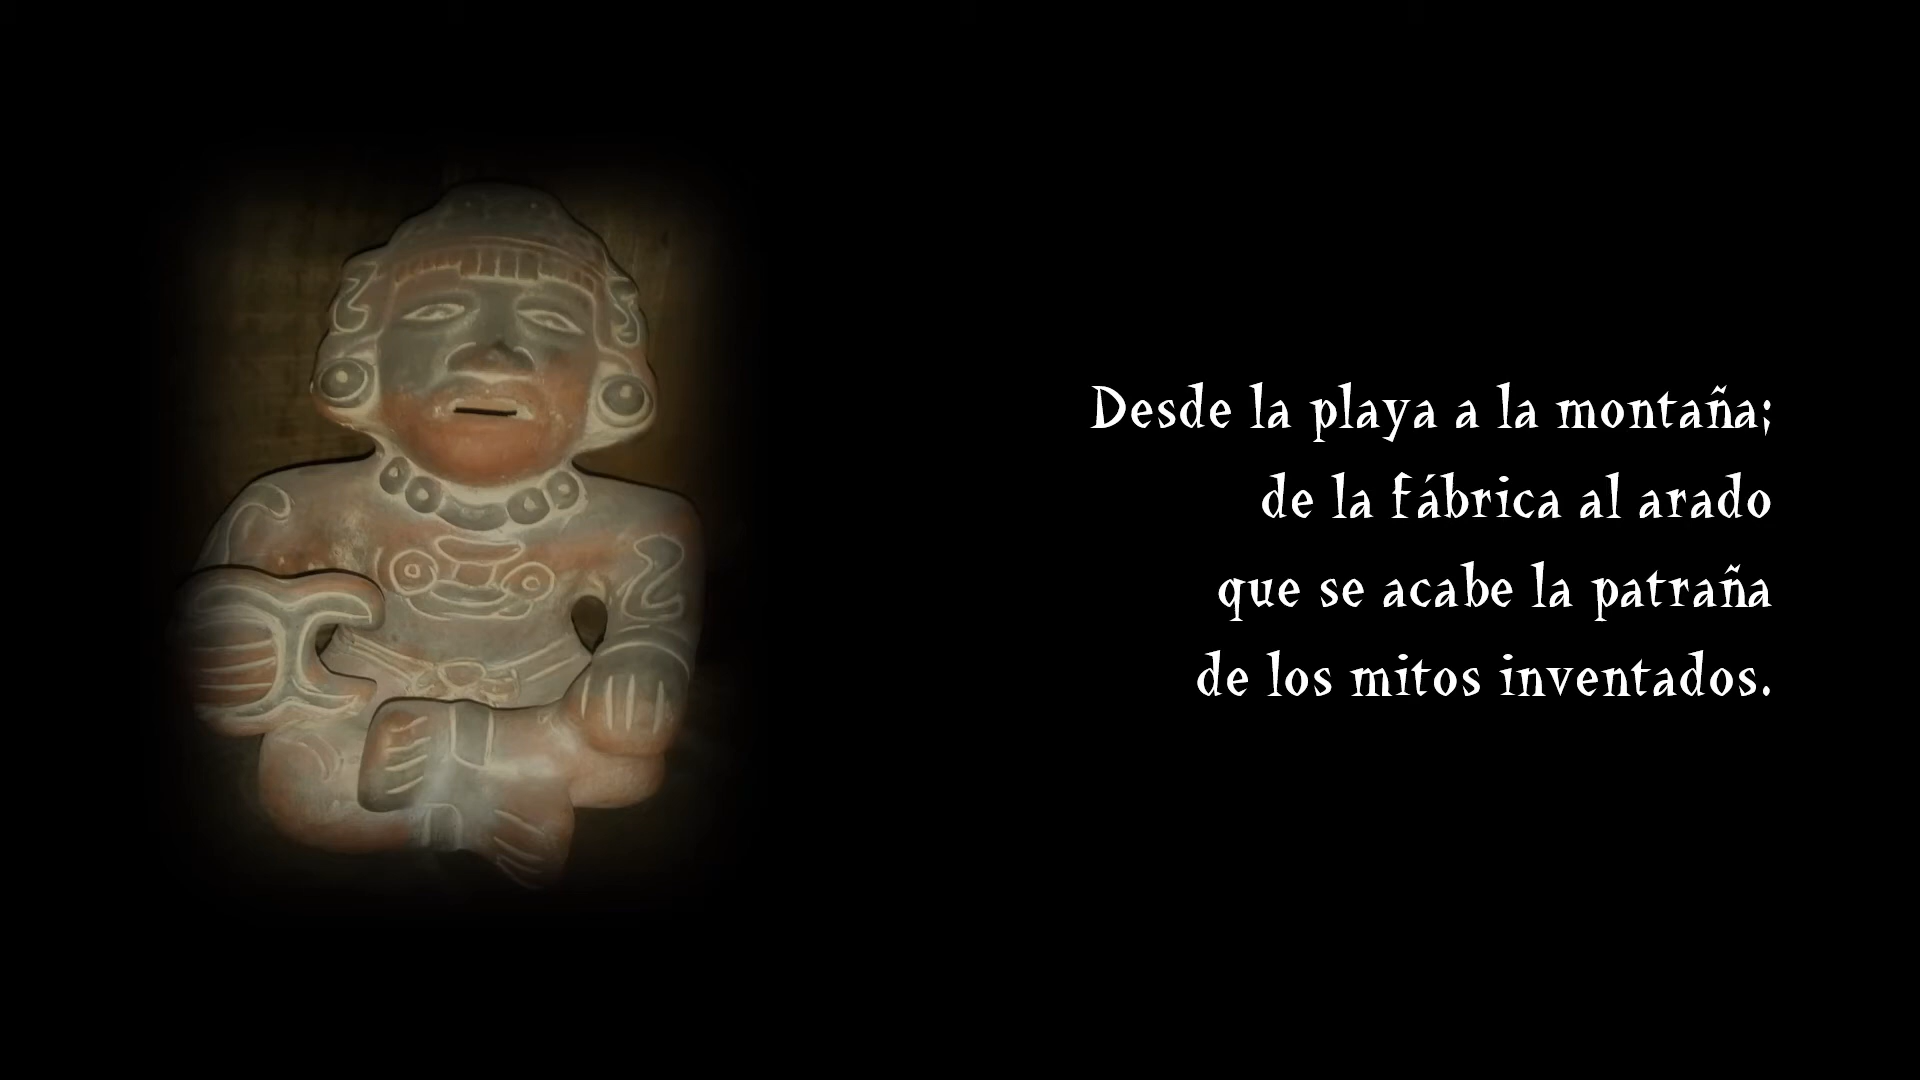 Desde la playa a la montaña;
de la fábrica al arado
que se acabe la patraña
de los mitos inventados.